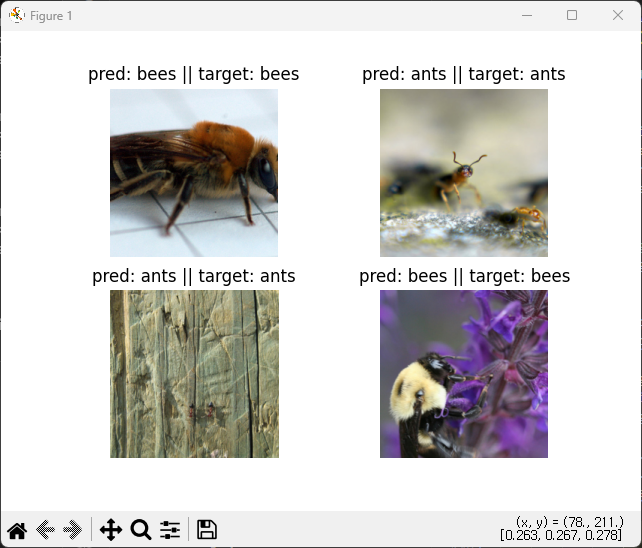 Figure 1
pred: bees || target: bees
pred: ants || target: ants
pred: ants || target: ants
pred: bees || target: bees
(x, y) = (78., 211.)
[0.263, 0.267, 0.278]